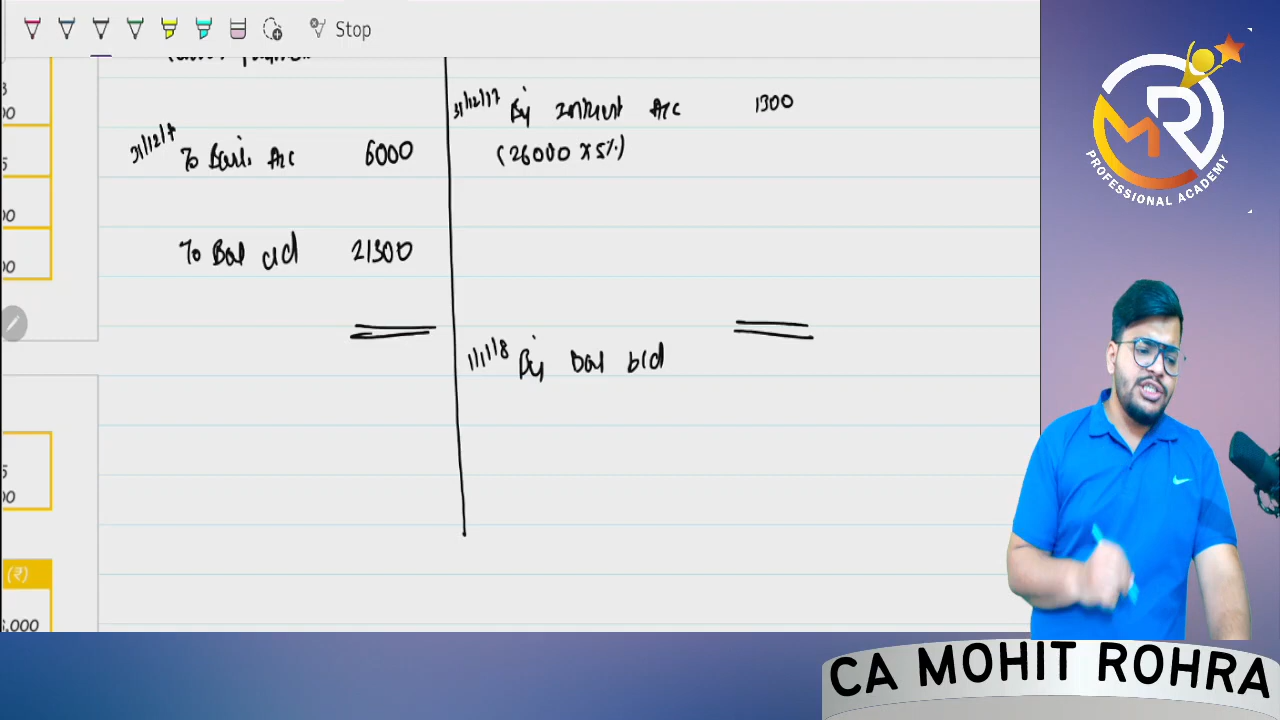 Stop
31/12/17 By Interest A/c 1300
(26000 X 5%)
31/12/17 To Bank A/c 6000
To Bal c/d 21300
1/1/18 By Bal b/d
(₹)
MR
PROFESSIONAL ACADEMY
CA MOHIT ROHRA